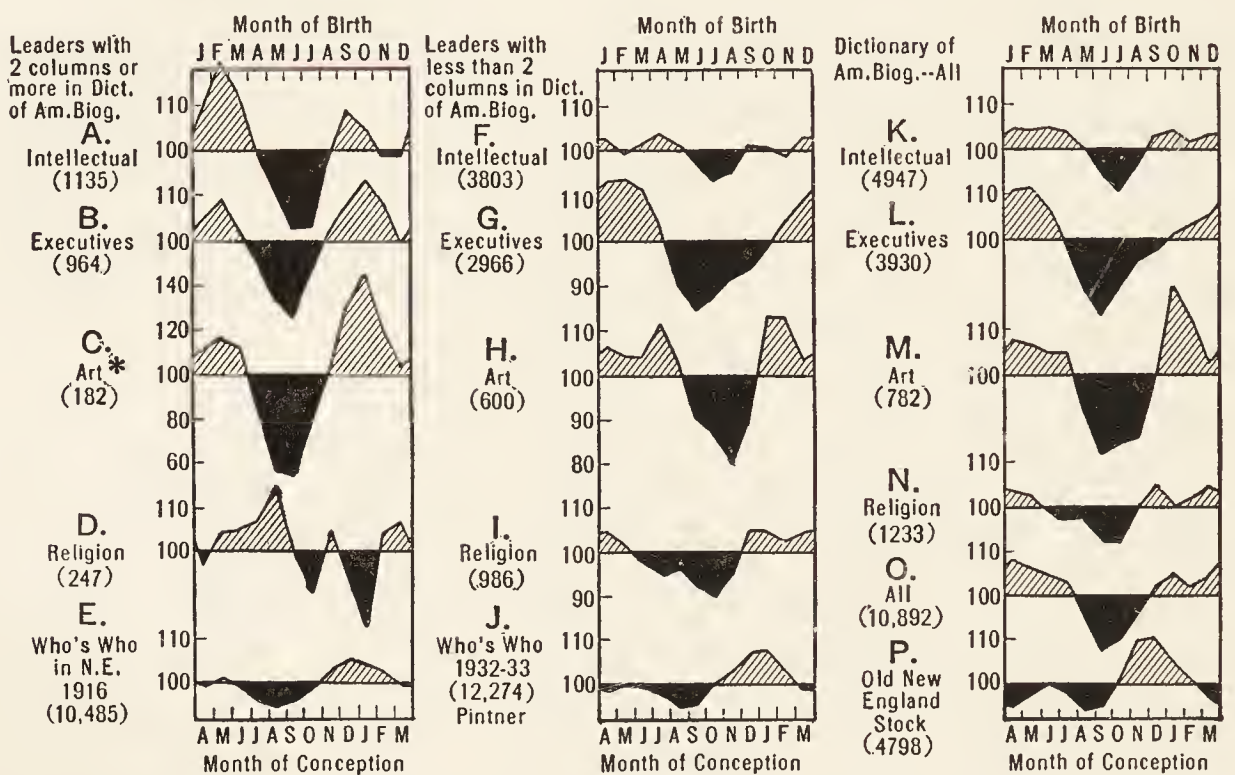 Month of Birth
J F M A M J J A S O N D
Leaders with
2 columns or
more in Dict.
of Am.Biog.
A.
Intellectual
(1135)
110
100
B.
Executives
(964)
110
100
C.
Art *
(182)
140
120
100
80
60
D.
Religion
(247)
110
100
E.
Who's Who
in N.E.
1916
(10,485)
110
100
A M J J A S O N D J F M
Month of Conception
Month of Birth
J F M A M J J A S O N D
Leaders with
less than 2
columns in Dict.
of Am.Biog.
F.
Intellectual
(3803)
110
100
G.
Executives
(2966)
110
100
90
H.
Art
(600)
110
100
90
80
I.
Religion
(986)
110
100
90
J.
Who's Who
1932-33
(12,274)
Pintner
110
100
A M J J A S O N D J F M
Month of Conception
Month of Birth
J F M A M J J A S O N D
Dictionary of
Am.Biog.--All
K.
Intellectual
(4947)
110
100
L.
Executives
(3930)
110
100
M.
Art
(782)
110
100
N.
Religion
(1233)
110
100
O.
All
(10,892)
110
100
P.
Old New
England
Stock
(4798)
110
100
A M J J A S O N D J F M
Month of Conception